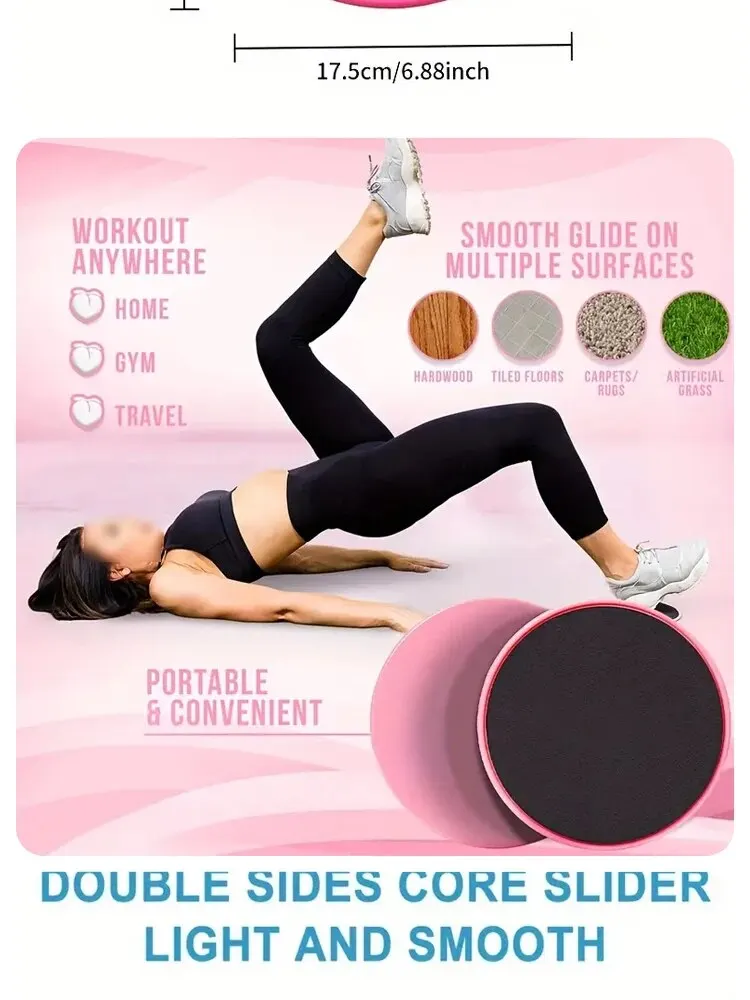 17.5cm/6.88inch
WORKOUT
ANYWHERE
HOME
GYM
TRAVEL
SMOOTH GLIDE ON
MULTIPLE SURFACES
HARDWOOD
TILED FLOORS
CARPETS/
RUGS
ARTIFICIAL
GRASS
PORTABLE
& CONVENIENT
DOUBLE SIDES CORE SLIDER
LIGHT AND SMOOTH